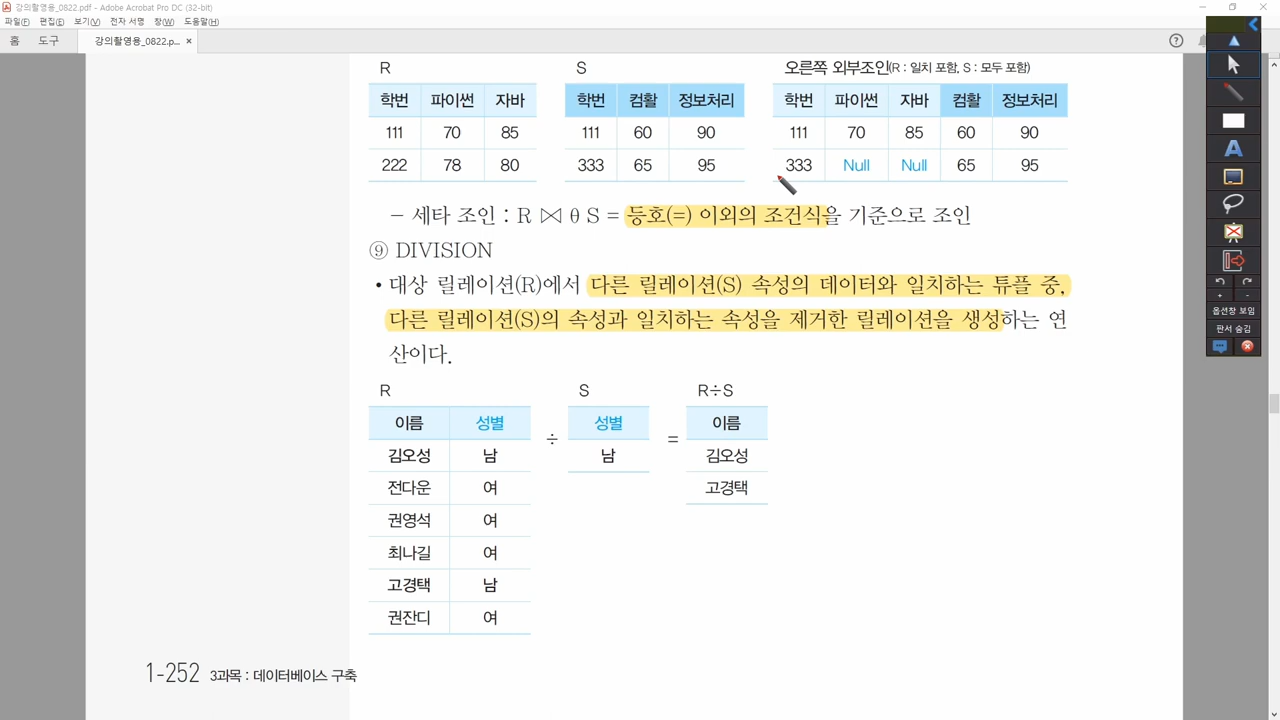 강의촬영용_0822.pdf - Adobe Acrobat Pro DC (32-bit)
파일(F) 편집(E) 보기(V) 전자 서명 창(W) 도움말(H)
홈 도구 강의촬영용_0822.p... ×
R
학번 파이썬 자바
111 70 85
222 78 80
S
학번 컴활 정보처리
111 60 90
333 65 95
오른쪽 외부조인(R : 일치 포함, S : 모두 포함)
학번 파이썬 자바 컴활 정보처리
111 70 85 60 90
333 Null Null 65 95
– 세타 조인 : R ⋈ θ S = 등호(=) 이외의 조건식을 기준으로 조인
⑨ DIVISION
• 대상 릴레이션(R)에서 다른 릴레이션(S) 속성의 데이터와 일치하는 튜플 중,
다른 릴레이션(S)의 속성과 일치하는 속성을 제거한 릴레이션을 생성하는 연
산이다.
R
이름 성별
김오성 남
전다운 여
권영석 여
최나길 여
고경택 남
권잔디 여
÷
S
성별
남
=
R÷S
이름
김오성
고경택
1-252 3과목 : 데이터베이스 구축
A
+ -
옵션창 보임
판서 숨김